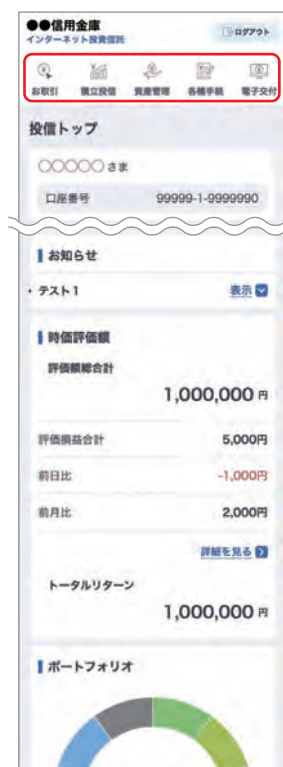 ●●信用金庫
インターネット投資信託
ログアウト
お取引 積立投信 資産管理 各種手続 電子交付
投信トップ
○○○○○さま
口座番号 99999-1-9999990
お知らせ
・テスト1 表示
時価評価額
評価額総合計
1,000,000 円
評価損益合計 5,000円
前日比 -1,000円
前月比 2,000円
詳細を見る
トータルリターン
1,000,000 円
ポートフォリオ